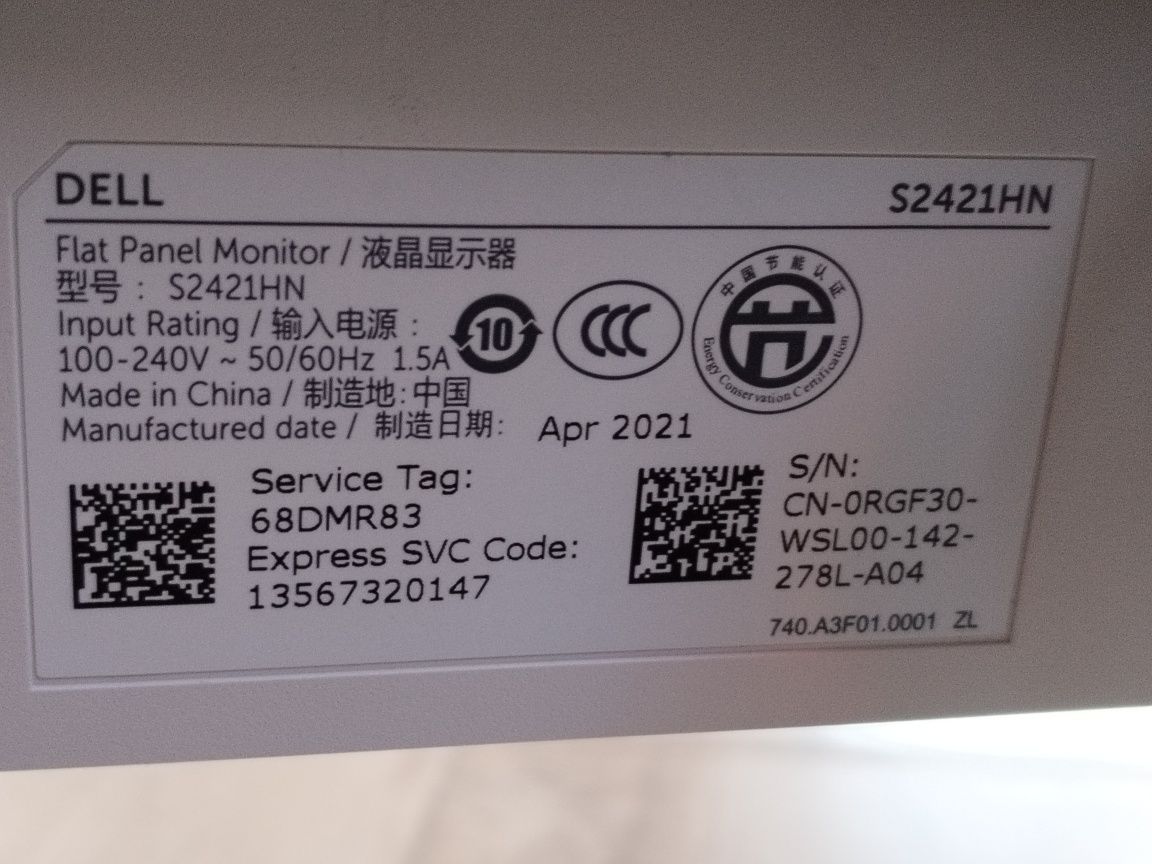 DELL
S2421HN
Flat Panel Monitor / 液晶显示器
型号 : S2421HN
Input Rating / 输入电源 :
100-240V ~ 50/60Hz 1.5A
Made in China / 制造地: 中国
Manufactured date / 制造日期: Apr 2021
10
CCC
中国节能认证
Energy Conservation Certification
Service Tag:
68DMR83
Express SVC Code:
13567320147
S/N:
CN-0RGF30-
WSL00-142-
278L-A04
740.A3F01.0001 ZL